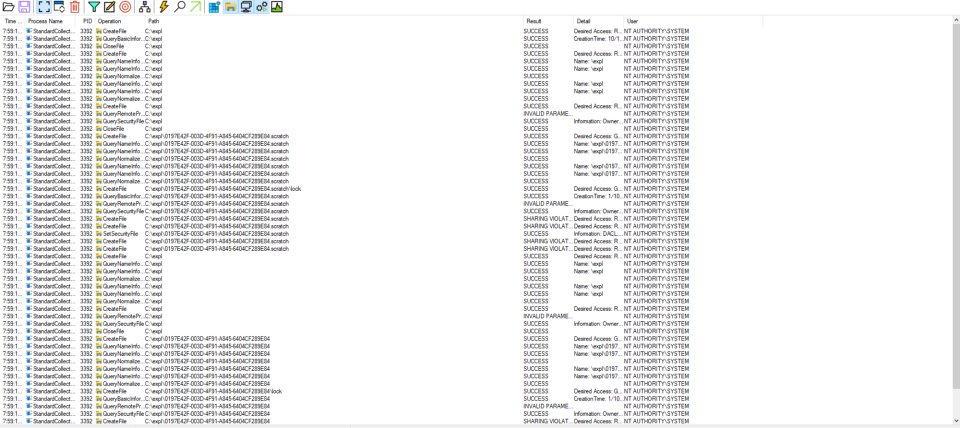 Time ... Process Name PID Operation Path Result Detail User
7:59:1... StandardCollect... 3392 CreateFile C:\expl SUCCESS Desired Access: R... NT AUTHORITY\SYSTEM
7:59:1... StandardCollect... 3392 QueryBasicInfor... C:\expl SUCCESS CreationTime: 10/1... NT AUTHORITY\SYSTEM
7:59:1... StandardCollect... 3392 CloseFile C:\expl SUCCESS NT AUTHORITY\SYSTEM
7:59:1... StandardCollect... 3392 CreateFile C:\expl SUCCESS Desired Access: R... NT AUTHORITY\SYSTEM
7:59:1... StandardCollect... 3392 QueryNameInfo... C:\expl SUCCESS Name: \expl NT AUTHORITY\SYSTEM
7:59:1... StandardCollect... 3392 QueryNameInfo... C:\expl SUCCESS Name: \expl NT AUTHORITY\SYSTEM
7:59:1... StandardCollect... 3392 QueryNormalize... C:\expl SUCCESS NT AUTHORITY\SYSTEM
7:59:1... StandardCollect... 3392 QueryNameInfo... C:\expl SUCCESS Name: \expl NT AUTHORITY\SYSTEM
7:59:1... StandardCollect... 3392 QueryNameInfo... C:\expl SUCCESS Name: \expl NT AUTHORITY\SYSTEM
7:59:1... StandardCollect... 3392 QueryNormalize... C:\expl SUCCESS NT AUTHORITY\SYSTEM
7:59:1... StandardCollect... 3392 CreateFile C:\expl SUCCESS Desired Access: R... NT AUTHORITY\SYSTEM
7:59:1... StandardCollect... 3392 QueryRemotePr... C:\expl INVALID PARAME... NT AUTHORITY\SYSTEM
7:59:1... StandardCollect... 3392 QuerySecurityFile C:\expl SUCCESS Information: Owner... NT AUTHORITY\SYSTEM
7:59:1... StandardCollect... 3392 CloseFile C:\expl SUCCESS NT AUTHORITY\SYSTEM
7:59:1... StandardCollect... 3392 CreateFile C:\expl\0197E42F-003D-4F91-A845-6404CF289E84.scratch SUCCESS Desired Access: G... NT AUTHORITY\SYSTEM
7:59:1... StandardCollect... 3392 QueryNameInfo... C:\expl\0197E42F-003D-4F91-A845-6404CF289E84.scratch SUCCESS Name: \expl\0197... NT AUTHORITY\SYSTEM
7:59:1... StandardCollect... 3392 QueryNameInfo... C:\expl\0197E42F-003D-4F91-A845-6404CF289E84.scratch SUCCESS Name: \expl\0197... NT AUTHORITY\SYSTEM
7:59:1... StandardCollect... 3392 QueryNormalize... C:\expl\0197E42F-003D-4F91-A845-6404CF289E84.scratch SUCCESS NT AUTHORITY\SYSTEM
7:59:1... StandardCollect... 3392 QueryNameInfo... C:\expl\0197E42F-003D-4F91-A845-6404CF289E84.scratch SUCCESS Name: \expl\0197... NT AUTHORITY\SYSTEM
7:59:1... StandardCollect... 3392 QueryNameInfo... C:\expl\0197E42F-003D-4F91-A845-6404CF289E84.scratch SUCCESS Name: \expl\0197... NT AUTHORITY\SYSTEM
7:59:1... StandardCollect... 3392 QueryNormalize... C:\expl\0197E42F-003D-4F91-A845-6404CF289E84.scratch SUCCESS NT AUTHORITY\SYSTEM
7:59:1... StandardCollect... 3392 CreateFile C:\expl\0197E42F-003D-4F91-A845-6404CF289E84.scratch\lock SUCCESS Desired Access: G... NT AUTHORITY\SYSTEM
7:59:1... StandardCollect... 3392 QueryBasicInfor... C:\expl\0197E42F-003D-4F91-A845-6404CF289E84.scratch SUCCESS CreationTime: 1/10... NT AUTHORITY\SYSTEM
7:59:1... StandardCollect... 3392 QueryRemotePr... C:\expl\0197E42F-003D-4F91-A845-6404CF289E84.scratch INVALID PARAME... NT AUTHORITY\SYSTEM
7:59:1... StandardCollect... 3392 QuerySecurityFile C:\expl\0197E42F-003D-4F91-A845-6404CF289E84.scratch SUCCESS Information: Owner... NT AUTHORITY\SYSTEM
7:59:1... StandardCollect... 3392 CreateFile C:\expl\0197E42F-003D-4F91-A845-6404CF289E84.scratch SHARING VIOLAT... Desired Access: R... NT AUTHORITY\SYSTEM
7:59:1... StandardCollect... 3392 CreateFile C:\expl\0197E42F-003D-4F91-A845-6404CF289E84.scratch SHARING VIOLAT... Desired Access: R... NT AUTHORITY\SYSTEM
7:59:1... StandardCollect... 3392 SetSecurityFile C:\expl\0197E42F-003D-4F91-A845-6404CF289E84.scratch SUCCESS Information: DACL... NT AUTHORITY\SYSTEM
7:59:1... StandardCollect... 3392 CreateFile C:\expl\0197E42F-003D-4F91-A845-6404CF289E84.scratch SHARING VIOLAT... Desired Access: R... NT AUTHORITY\SYSTEM
7:59:1... StandardCollect... 3392 CreateFile C:\expl\0197E42F-003D-4F91-A845-6404CF289E84.scratch SHARING VIOLAT... Desired Access: R... NT AUTHORITY\SYSTEM
7:59:1... StandardCollect... 3392 CreateFile C:\expl SUCCESS Desired Access: R... NT AUTHORITY\SYSTEM
7:59:1... StandardCollect... 3392 QueryNameInfo... C:\expl SUCCESS Name: \expl NT AUTHORITY\SYSTEM
7:59:1... StandardCollect... 3392 QueryNameInfo... C:\expl SUCCESS Name: \expl NT AUTHORITY\SYSTEM
7:59:1... StandardCollect... 3392 QueryNormalize... C:\expl SUCCESS NT AUTHORITY\SYSTEM
7:59:1... StandardCollect... 3392 QueryNameInfo... C:\expl SUCCESS Name: \expl NT AUTHORITY\SYSTEM
7:59:1... StandardCollect... 3392 QueryNameInfo... C:\expl SUCCESS Name: \expl NT AUTHORITY\SYSTEM
7:59:1... StandardCollect... 3392 QueryNormalize... C:\expl SUCCESS NT AUTHORITY\SYSTEM
7:59:1... StandardCollect... 3392 CreateFile C:\expl SUCCESS Desired Access: R... NT AUTHORITY\SYSTEM
7:59:1... StandardCollect... 3392 QueryRemotePr... C:\expl INVALID PARAME... NT AUTHORITY\SYSTEM
7:59:1... StandardCollect... 3392 QuerySecurityFile C:\expl SUCCESS Information: Owner... NT AUTHORITY\SYSTEM
7:59:1... StandardCollect... 3392 CloseFile C:\expl SUCCESS NT AUTHORITY\SYSTEM
7:59:1... StandardCollect... 3392 CreateFile C:\expl\0197E42F-003D-4F91-A845-6404CF289E84 SUCCESS Desired Access: G... NT AUTHORITY\SYSTEM
7:59:1... StandardCollect... 3392 QueryNameInfo... C:\expl\0197E42F-003D-4F91-A845-6404CF289E84 SUCCESS Name: \expl\0197... NT AUTHORITY\SYSTEM
7:59:1... StandardCollect... 3392 QueryNameInfo... C:\expl\0197E42F-003D-4F91-A845-6404CF289E84 SUCCESS Name: \expl\0197... NT AUTHORITY\SYSTEM
7:59:1... StandardCollect... 3392 QueryNormalize... C:\expl\0197E42F-003D-4F91-A845-6404CF289E84 SUCCESS NT AUTHORITY\SYSTEM
7:59:1... StandardCollect... 3392 QueryNameInfo... C:\expl\0197E42F-003D-4F91-A845-6404CF289E84 SUCCESS Name: \expl\0197... NT AUTHORITY\SYSTEM
7:59:1... StandardCollect... 3392 QueryNameInfo... C:\expl\0197E42F-003D-4F91-A845-6404CF289E84 SUCCESS Name: \expl\0197... NT AUTHORITY\SYSTEM
7:59:1... StandardCollect... 3392 QueryNormalize... C:\expl\0197E42F-003D-4F91-A845-6404CF289E84 SUCCESS NT AUTHORITY\SYSTEM
7:59:1... StandardCollect... 3392 CreateFile C:\expl\0197E42F-003D-4F91-A845-6404CF289E84\lock SUCCESS Desired Access: G... NT AUTHORITY\SYSTEM
7:59:1... StandardCollect... 3392 QueryBasicInfor... C:\expl\0197E42F-003D-4F91-A845-6404CF289E84 SUCCESS CreationTime: 1/10... NT AUTHORITY\SYSTEM
7:59:1... StandardCollect... 3392 QueryRemotePr... C:\expl\0197E42F-003D-4F91-A845-6404CF289E84 INVALID PARAME... NT AUTHORITY\SYSTEM
7:59:1... StandardCollect... 3392 QuerySecurityFile C:\expl\0197E42F-003D-4F91-A845-6404CF289E84 SUCCESS Information: Owner... NT AUTHORITY\SYSTEM
7:59:1... StandardCollect... 3392 CreateFile C:\expl\0197E42F-003D-4F91-A845-6404CF289E84 SHARING VIOLAT... Desired Access: R... NT AUTHORITY\SYSTEM